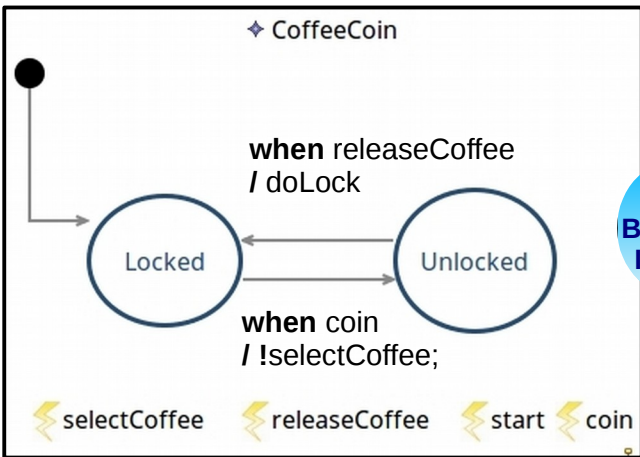 CoffeeCoin
when releaseCoffee
/ doLock
Locked
Unlocked
when coin
/ !selectCoffee;
selectCoffee releaseCoffee start coin